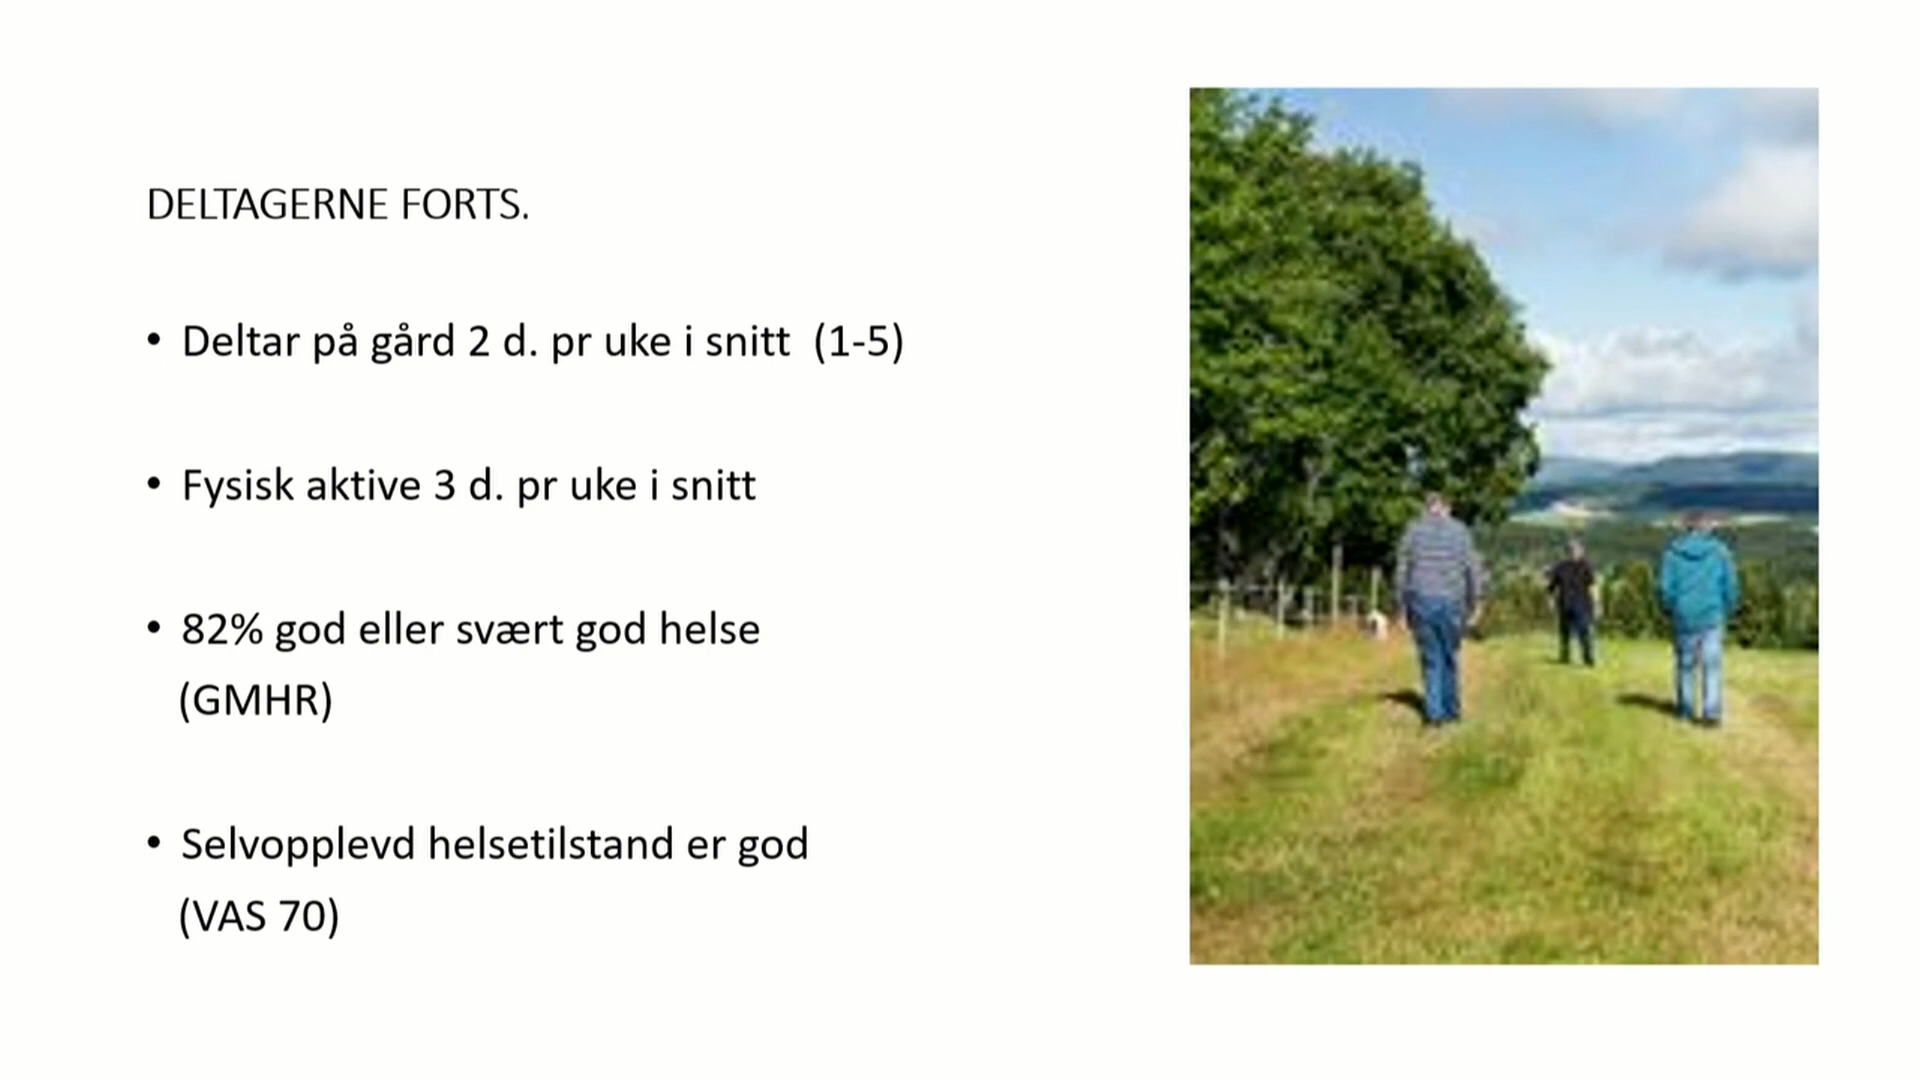 DELTAGERNE FORTS.
• Deltar på gård 2 d. pr uke i snitt  (1-5)
• Fysisk aktive 3 d. pr uke i snitt
• 82% god eller svært god helse
(GMHR)
• Selvopplevd helsetilstand er god
(VAS 70)